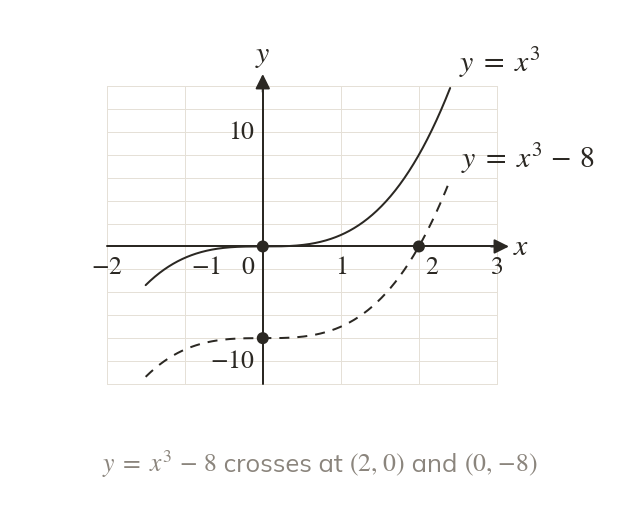 y
y = x³
10
y = x³ − 8
x
−2 −1 0 1 2 3
−10
y = x³ − 8 crosses at (2, 0) and (0, −8)